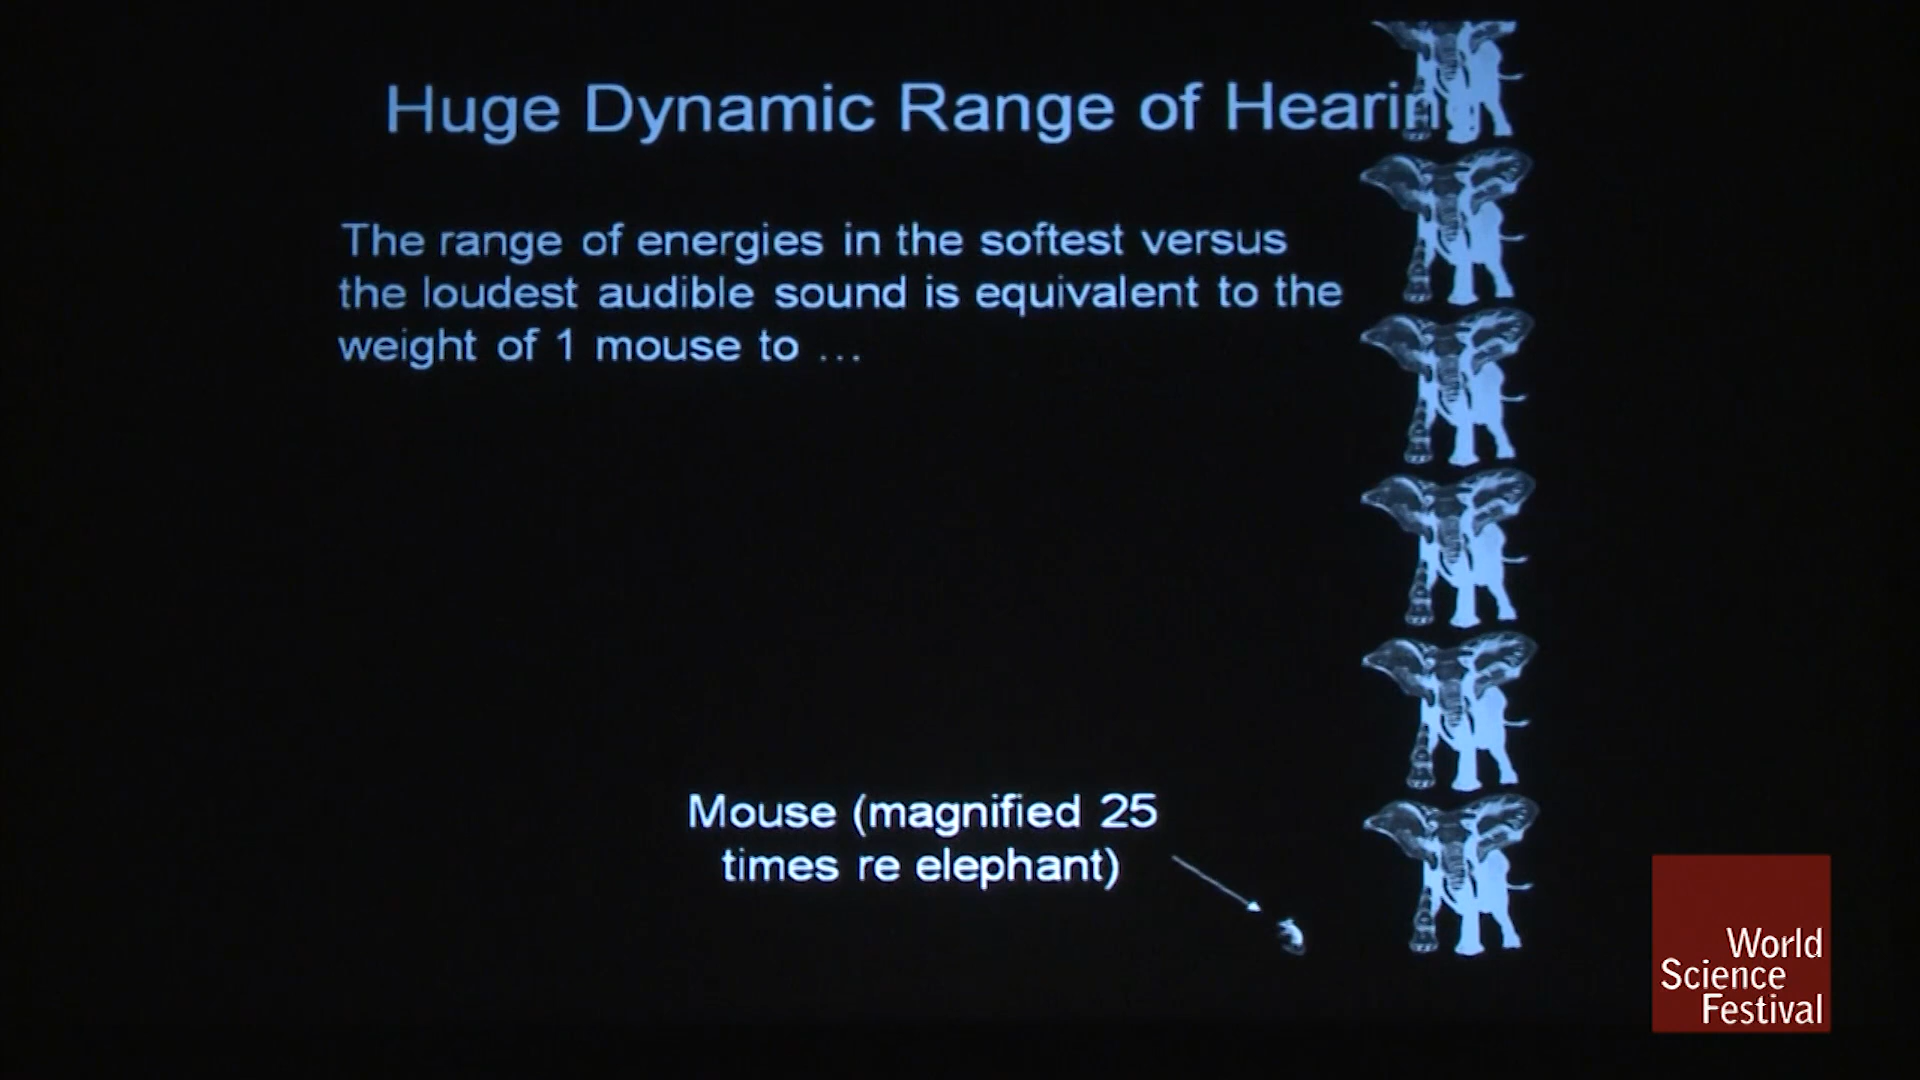 Huge Dynamic Range of Hearing
The range of energies in the softest versus
the loudest audible sound is equivalent to the
weight of 1 mouse to ...
Mouse (magnified 25
times re elephant)
World
Science
Festival